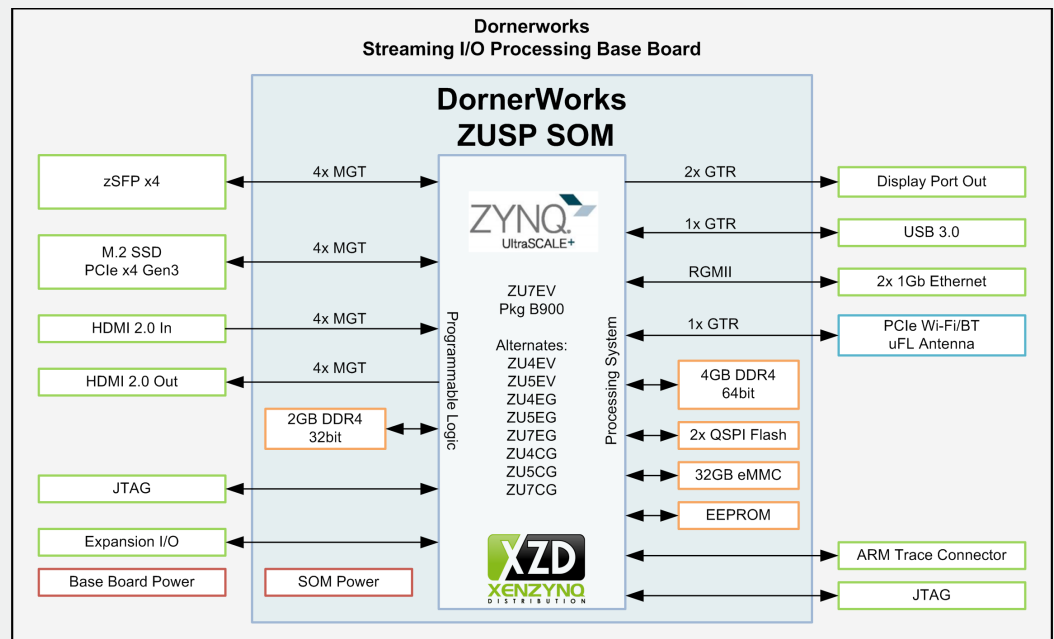 Dornerworks
Streaming I/O Processing Base Board
DornerWorks
ZUSP SOM
zSFP x4
4x MGT
M.2 SSD
PCIe x4 Gen3
4x MGT
HDMI 2.0 In
4x MGT
HDMI 2.0 Out
4x MGT
2GB DDR4
32bit
JTAG
Expansion I/O
Base Board Power
SOM Power
Programmable Logic
ZYNQ.
UltraSCALE+
ZU7EV
Pkg B900
Alternates:
ZU4EV
ZU5EV
ZU4EG
ZU5EG
ZU7EG
ZU4CG
ZU5CG
ZU7CG
XZD
XENZYNQ
DISTRIBUTION
Processing System
2x GTR
Display Port Out
1x GTR
USB 3.0
RGMII
2x 1Gb Ethernet
1x GTR
PCIe Wi-Fi/BT
uFL Antenna
4GB DDR4
64bit
2x QSPI Flash
32GB eMMC
EEPROM
ARM Trace Connector
JTAG